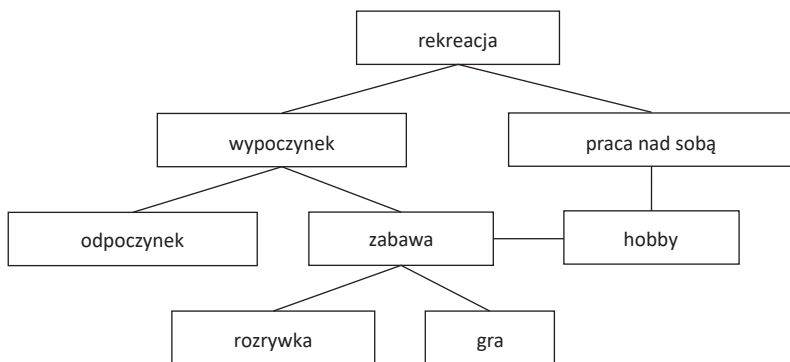 rekreacja
wypoczynek
praca nad sobą
odpoczynek
zabawa
hobby
rozrywka
gra